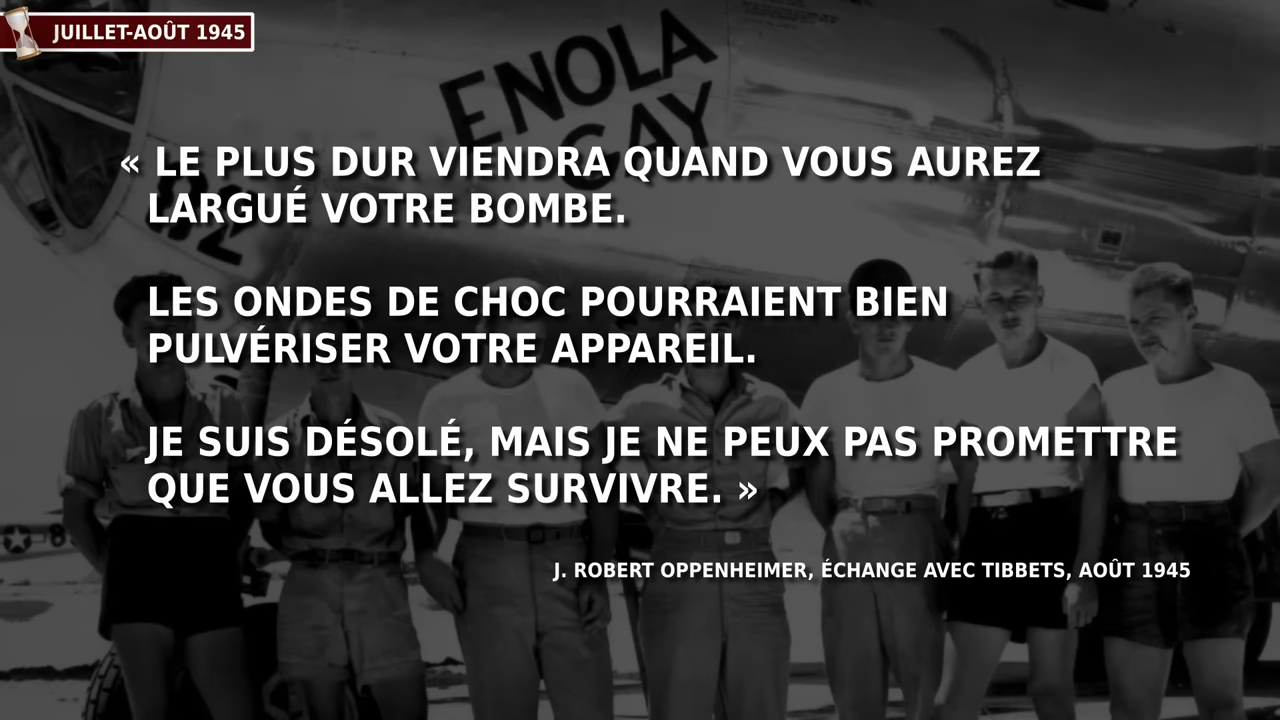 JUILLET-AOÛT 1945
ENOLA
GAY
82
« LE PLUS DUR VIENDRA QUAND VOUS AUREZ
LARGUÉ VOTRE BOMBE.
LES ONDES DE CHOC POURRAIENT BIEN
PULVÉRISER VOTRE APPAREIL.
JE SUIS DÉSOLÉ, MAIS JE NE PEUX PAS PROMETTRE
QUE VOUS ALLEZ SURVIVRE. »
J. ROBERT OPPENHEIMER, ÉCHANGE AVEC TIBBETS, AOÛT 1945